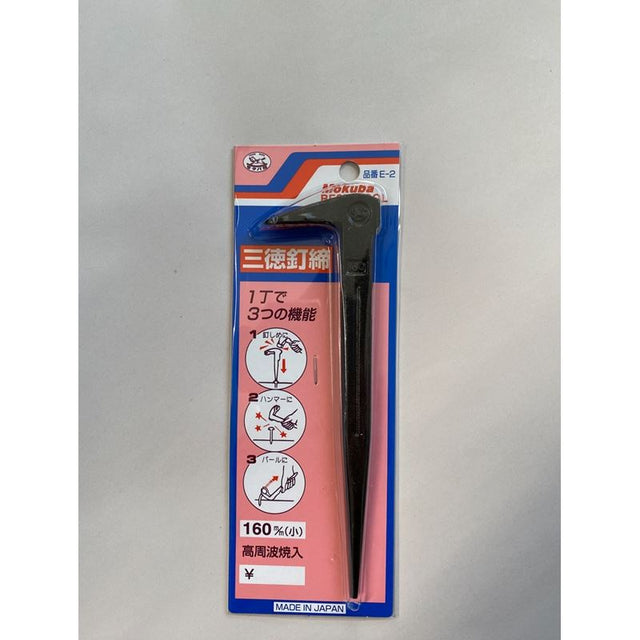 品番 E-2
Mokuba
三徳釘締
1丁で
3つの機能
1 釘しめに
2 ハンマーに
3 バールに
160㎜(小)
高周波焼入
¥
MADE IN JAPAN